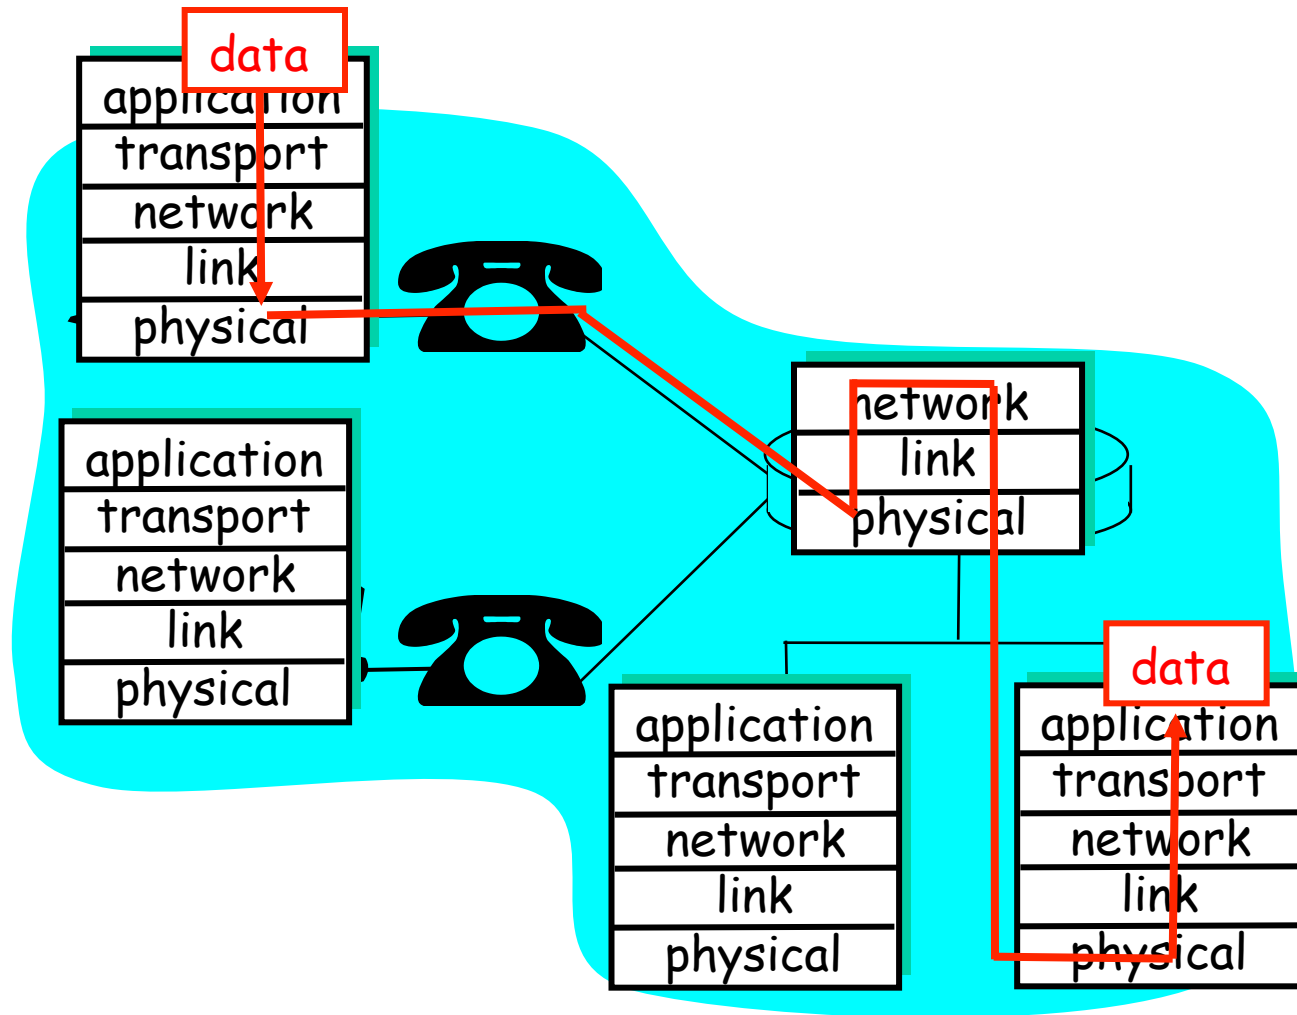 data
application
transport
network
link
physical
application
transport
network
link
physical
network
link
physical
application
transport
network
link
physical
data
application
transport
network
link
physical